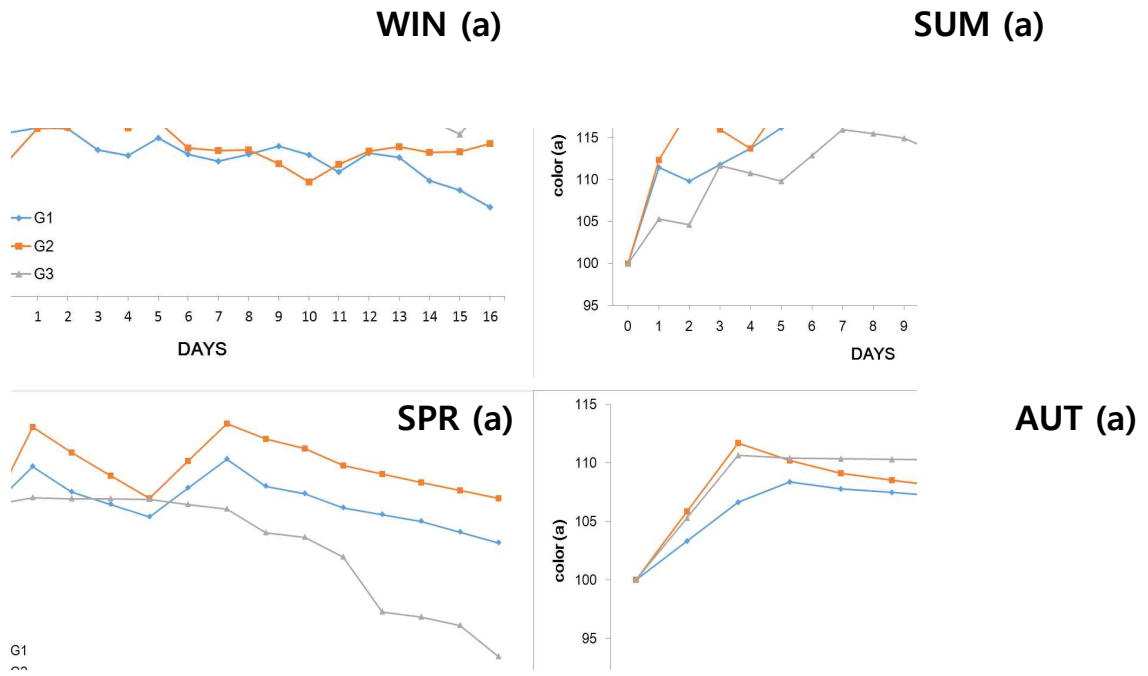 WIN (a)
SUM (a)
G1
G2
G3
1 2 3 4 5 6 7 8 9 10 11 12 13 14 15 16
DAYS
color (a)
115
110
105
100
95
0 1 2 3 4 5 6 7 8 9
DAYS
SPR (a)
G1
AUT (a)
color (a)
115
110
105
100
95